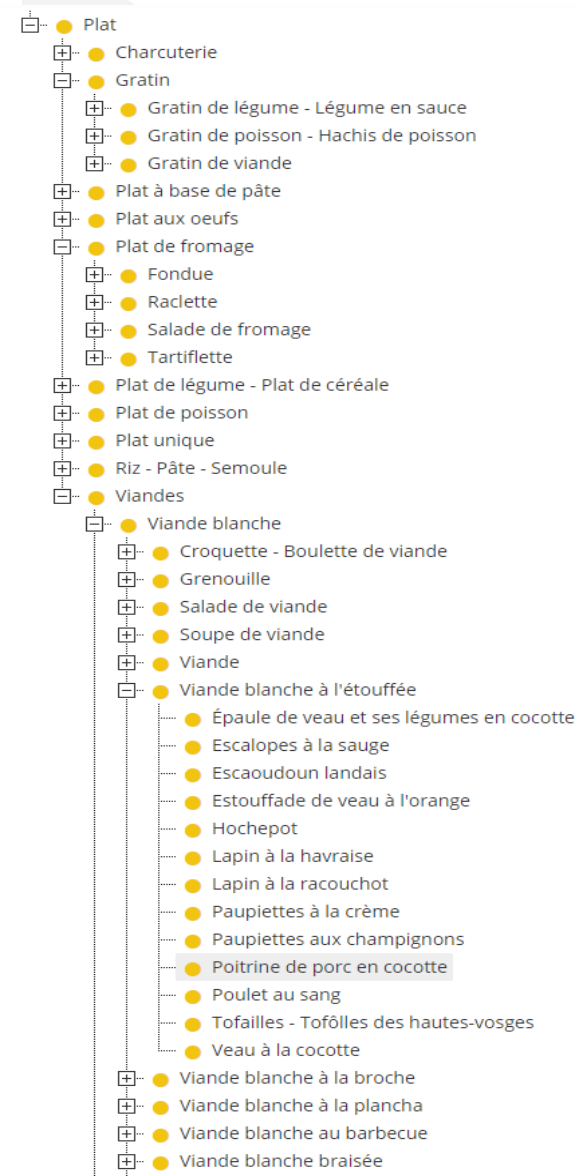 Plat
Charcuterie
Gratin
Gratin de légume - Légume en sauce
Gratin de poisson - Hachis de poisson
Gratin de viande
Plat à base de pâte
Plat aux oeufs
Plat de fromage
Fondue
Raclette
Salade de fromage
Tartiflette
Plat de légume - Plat de céréale
Plat de poisson
Plat unique
Riz - Pâte - Semoule
Viandes
Viande blanche
Croquette - Boulette de viande
Grenouille
Salade de viande
Soupe de viande
Viande
Viande blanche à l'étouffée
Épaule de veau et ses légumes en cocotte
Escalopes à la sauge
Escaoudoun landais
Estouffade de veau à l'orange
Hochepot
Lapin à la havraise
Lapin à la racouchot
Paupiettes à la crème
Paupiettes aux champignons
Poitrine de porc en cocotte
Poulet au sang
Tofailles - Tofôlles des hautes-vosges
Veau à la cocotte
Viande blanche à la broche
Viande blanche à la plancha
Viande blanche au barbecue
Viande blanche braisée